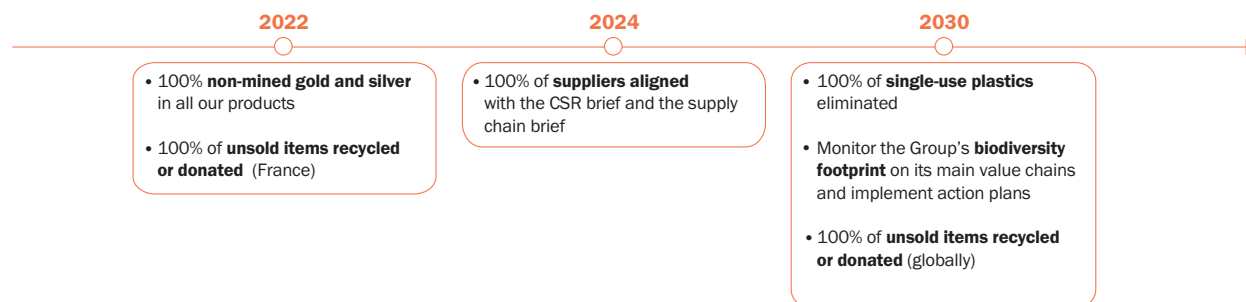 2022
2024
2030
• 100% non-mined gold and silver
in all our products
• 100% of unsold items recycled
or donated (France)
• 100% of suppliers aligned
with the CSR brief and the supply
chain brief
• 100% of single-use plastics
eliminated
• Monitor the Group's biodiversity
footprint on its main value chains
and implement action plans
• 100% of unsold items recycled
or donated (globally)